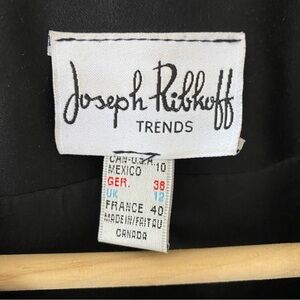 Joseph Ribkoff
TRENDS
CAN-U.S.A 10
MEXICO
GER. 38
UK 12
FRANCE 40
MADE IN/FAIT AU
CANADA